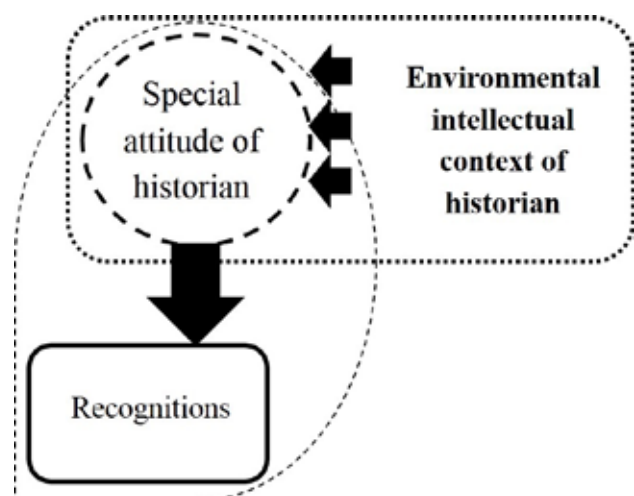 Special
attitude of
historian
Environmental
intellectual
context of
historian
Recognitions